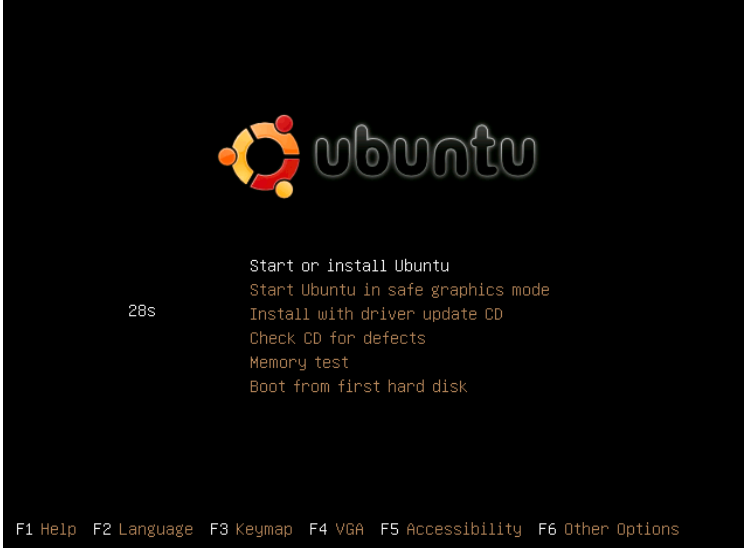 ubuntu
Start or install Ubuntu
Start Ubuntu in safe graphics mode
28s
Install with driver update CD
Check CD for defects
Memory test
Boot from first hard disk
F1 Help F2 Language F3 Keymap F4 VGA F5 Accessibility F6 Other Options